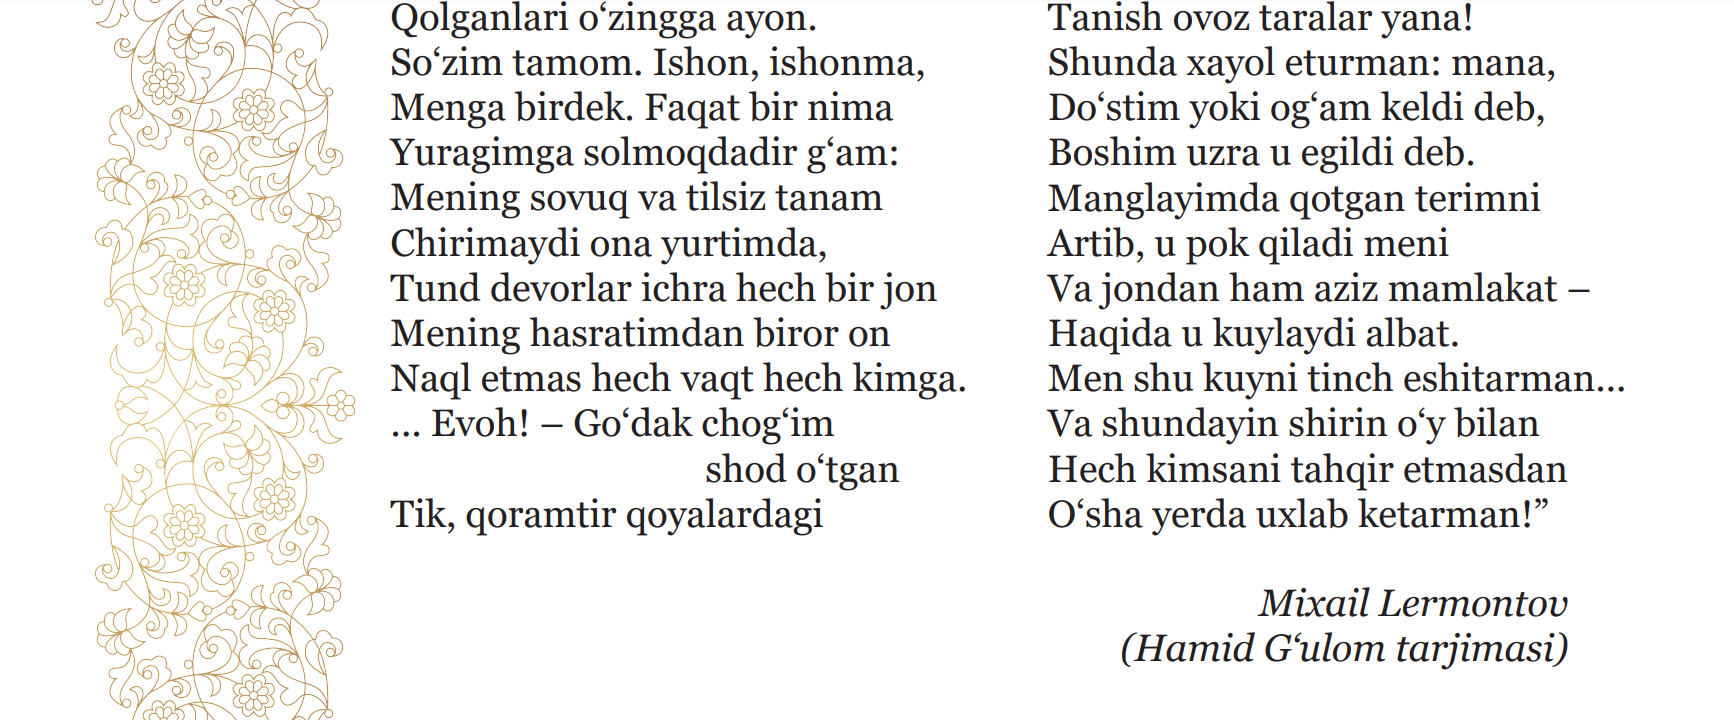 Qolganlari o‘zingga ayon.
So‘zim tamom. Ishon, ishonma,
Menga birdek. Faqat bir nima
Yuragimga solmoqdadir g‘am:
Mening sovuq va tilsiz tanam
Chirimaydi ona yurtimda,
Tund devorlar ichra hech bir jon
Mening hasratimdan biror on
Naql etmas hech vaqt hech kimga.
... Evoh! – Go‘dak chog‘im
shod o‘tgan
Tik, qoramtir qoyalardagi
Tanish ovoz taralar yana!
Shunda xayol eturman: mana,
Do‘stim yoki og‘am keldi deb,
Boshim uzra u egildi deb.
Manglayimda qotgan terimni
Artib, u pok qiladi meni
Va jondan ham aziz mamlakat –
Haqida u kuylaydi albat.
Men shu kuyni tinch eshitarman...
Va shundayin shirin o‘y bilan
Hech kimsani tahqir etmasdan
O‘sha yerda uxlab ketarman!”
Mixail Lermontov
(Hamid G‘ulom tarjimasi)